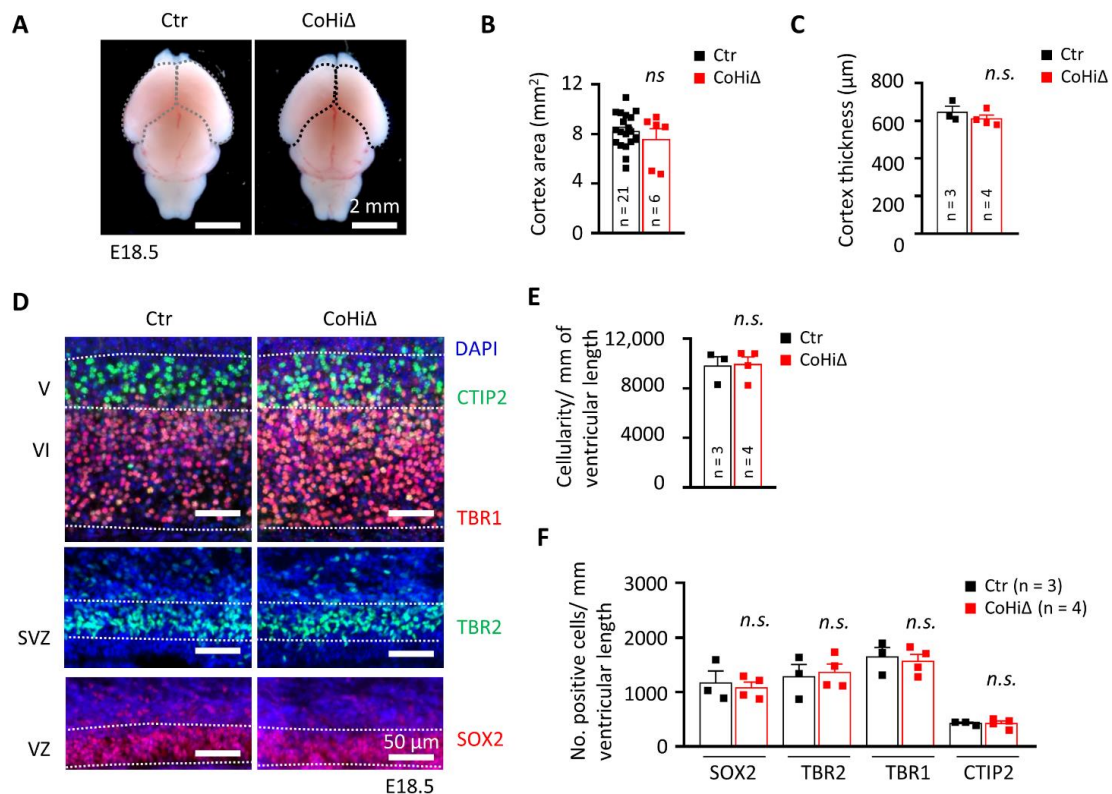 A
Ctr
CoHiΔ
2 mm
E18.5
B
Ctr
CoHiΔ
ns
Cortex area (mm²)
12
8
4
0
n = 21
n = 6
C
Ctr
CoHiΔ
n.s.
Cortex thickness (µm)
800
600
400
200
0
n = 3
n = 4
D
Ctr
CoHiΔ
DAPI
V
CTIP2
VI
TBR1
SVZ
TBR2
VZ
SOX2
50 µm
E18.5
E
n.s.
Ctr
CoHiΔ
Cellularity/ mm of
ventricular length
12,000
8000
4000
0
n = 3
n = 4
F
Ctr (n = 3)
CoHiΔ (n = 4)
No. positive cells/ mm
ventricular length
3000
2000
1000
0
n.s.
n.s.
n.s.
n.s.
SOX2
TBR2
TBR1
CTIP2